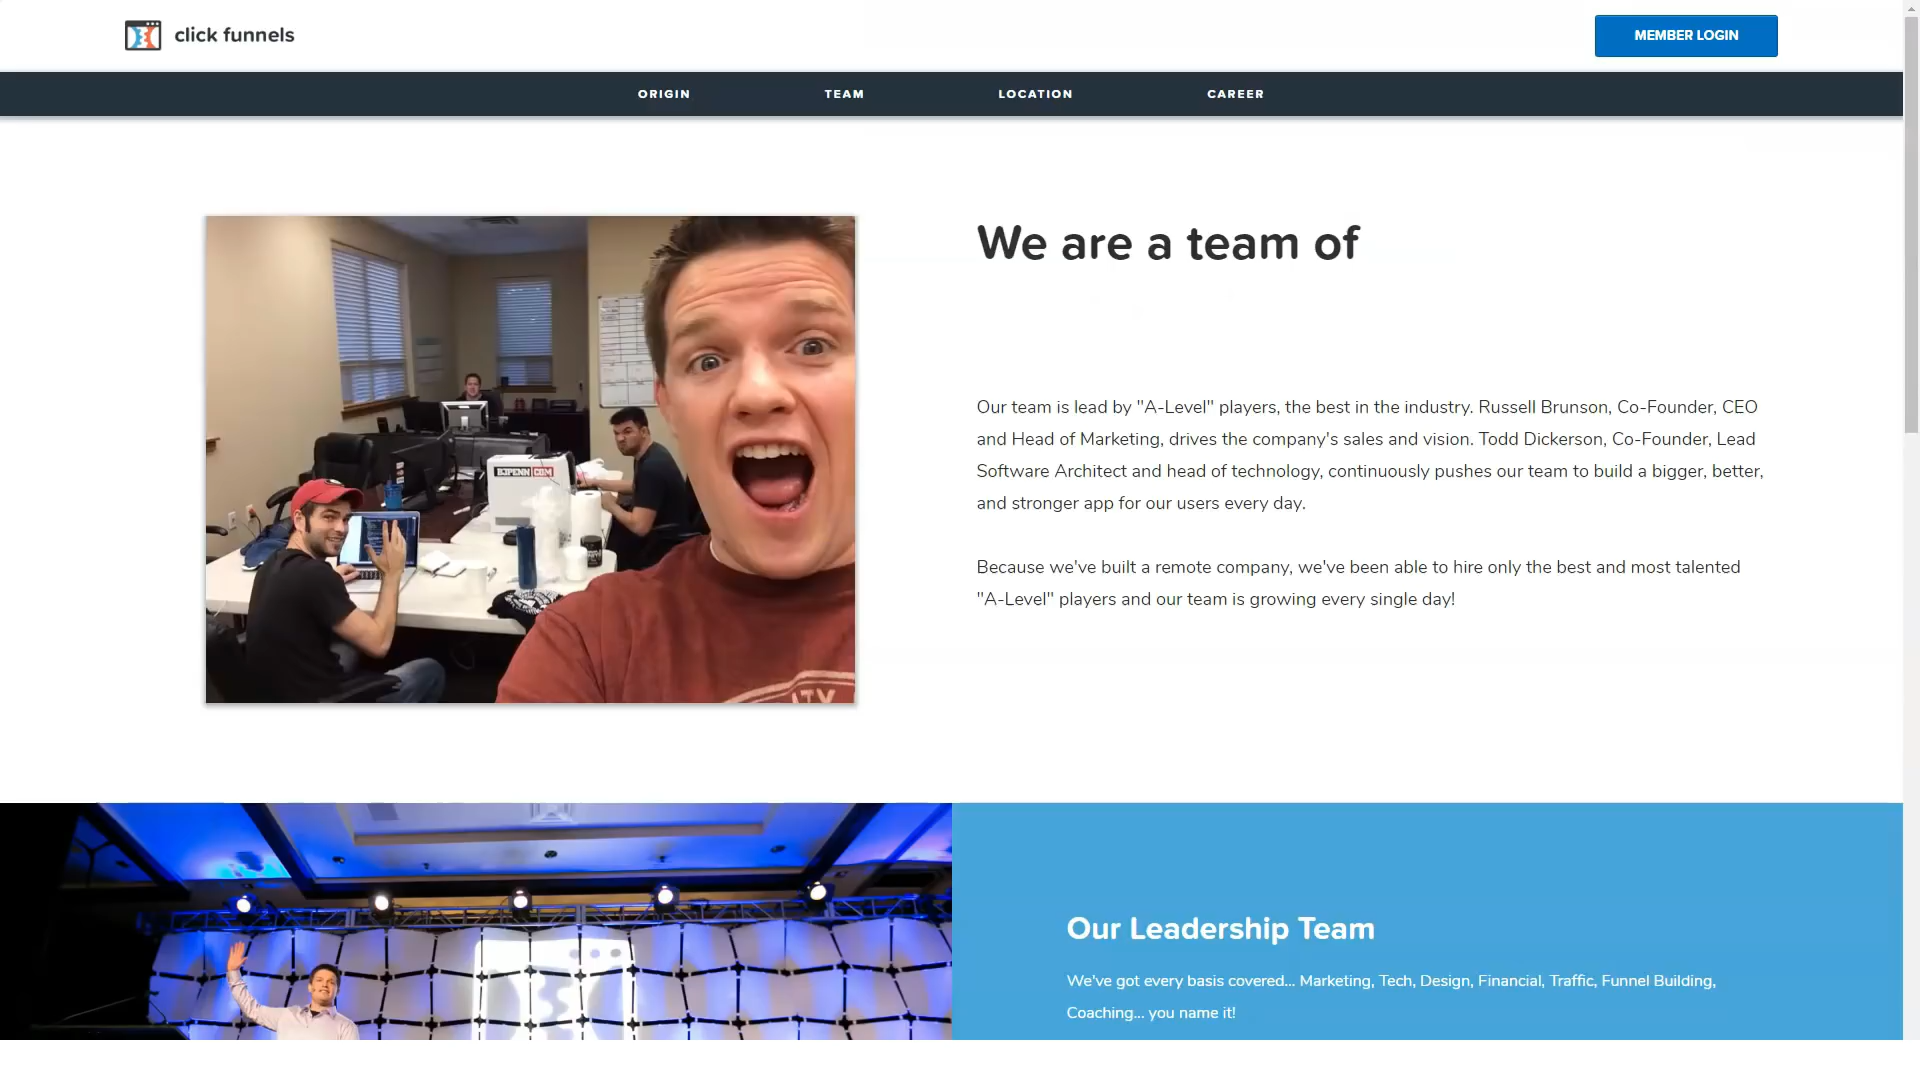 click funnels
MEMBER LOGIN
ORIGIN
TEAM
LOCATION
CAREER
We are a team of
EJPENN COM
Our team is lead by "A-Level" players, the best in the industry. Russell Brunson, Co-Founder, CEO
and Head of Marketing, drives the company's sales and vision. Todd Dickerson, Co-Founder, Lead
Software Architect and head of technology, continuously pushes our team to build a bigger, better,
and stronger app for our users every day.
Because we've built a remote company, we've been able to hire only the best and most talented
"A-Level" players and our team is growing every single day!
Our Leadership Team
We've got every basis covered... Marketing, Tech, Design, Financial, Traffic, Funnel Building,
Coaching... you name it!